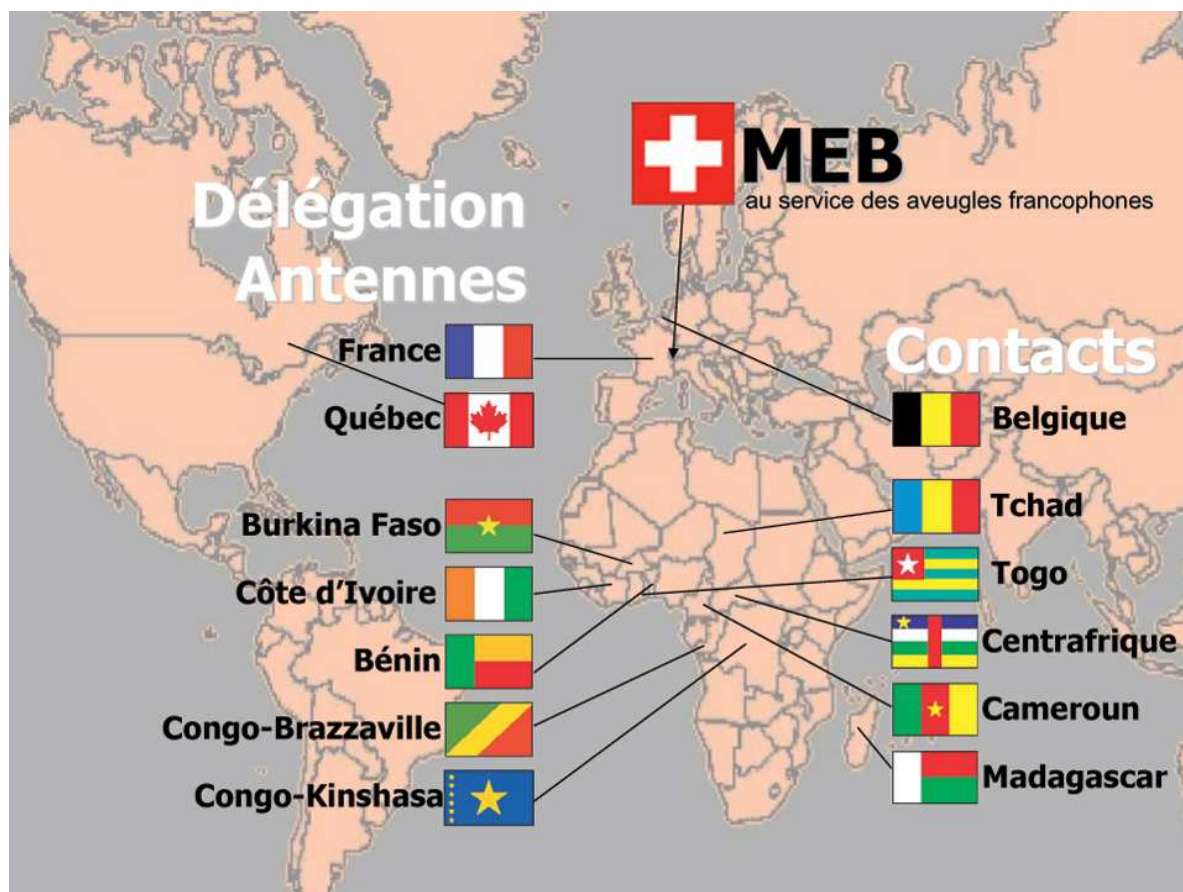 MEB
au service des aveugles francophones
Délégation
Antennes
France
Québec
Burkina Faso
Côte d'Ivoire
Bénin
Congo-Brazzaville
Congo-Kinshasa
Contacts
Belgique
Tchad
Togo
Centrafrique
Cameroun
Madagascar